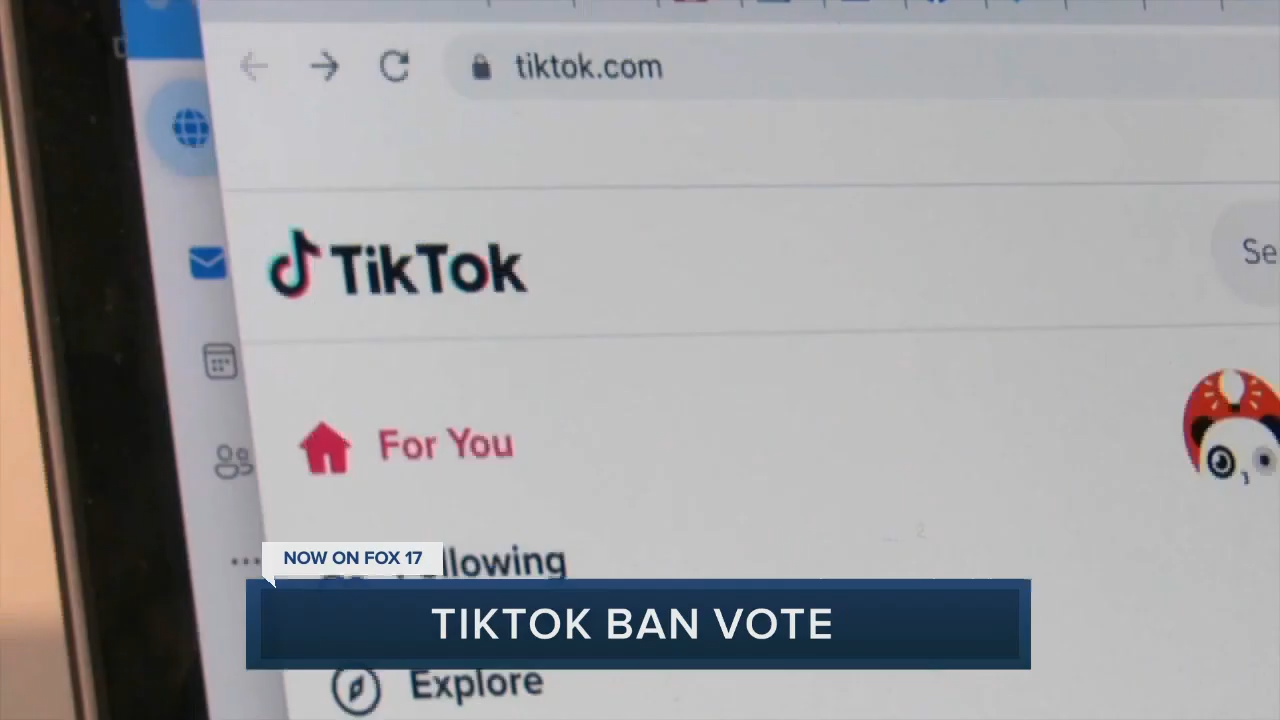 tiktok.com
TikTok
Se
For You
NOW ON FOX 17
llowing
TIKTOK BAN VOTE
Explore